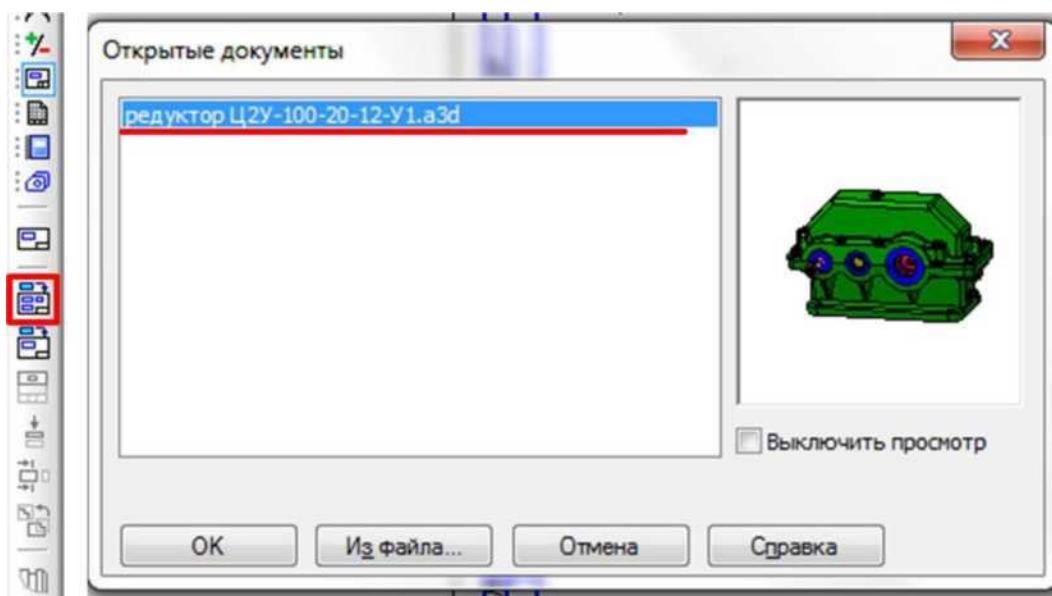 Открытые документы
редуктор Ц2У-100-20-12-У1.a3d
Выключить просмотр
OK
Из файла...
Отмена
Справка